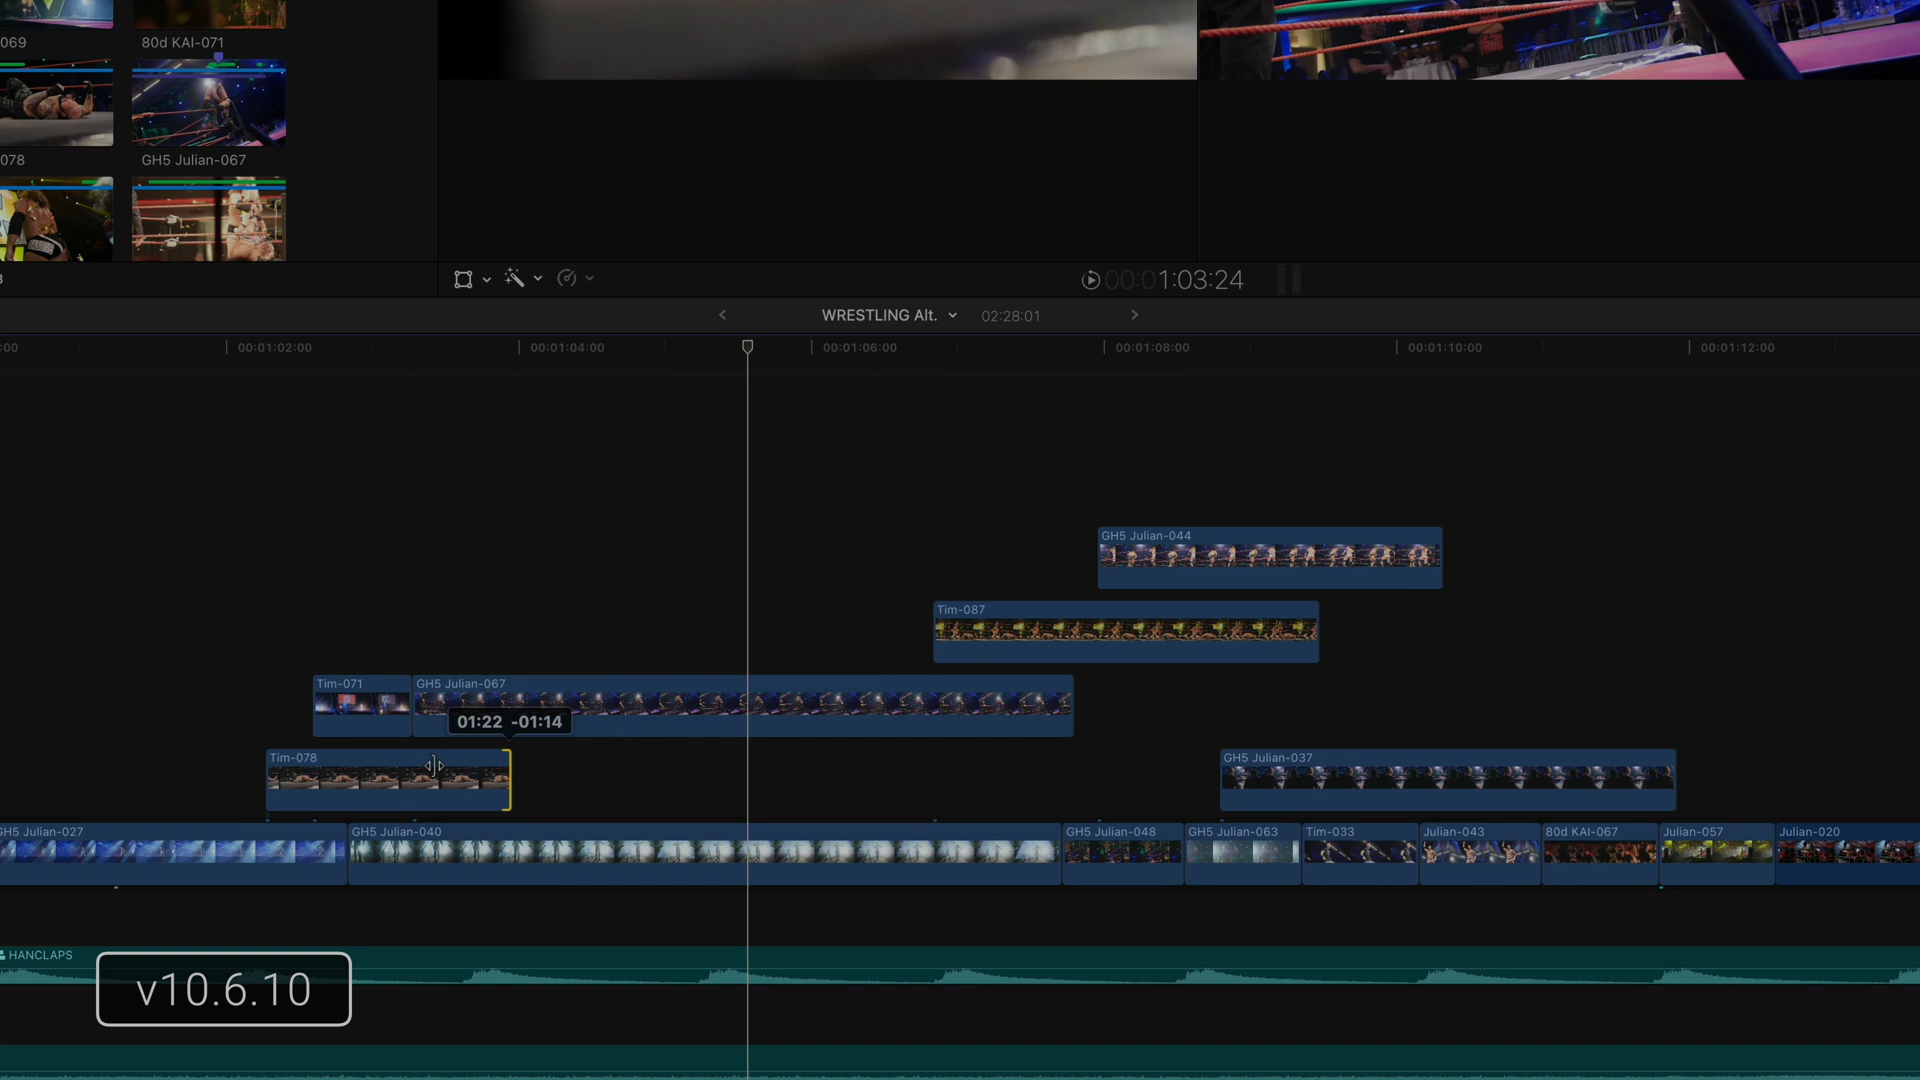 069
80d KAI-071
078
GH5 Julian-067
00:01:03:24
WRESTLING Alt.
02:28:01
:00
00:01:02:00
00:01:04:00
00:01:06:00
00:01:08:00
00:01:10:00
00:01:12:00
GH5 Julian-044
Tim-087
Tim-071
GH5 Julian-067
01:22 -01:14
Tim-078
GH5 Julian-037
GH5 Julian-027
GH5 Julian-040
GH5 Julian-048
GH5 Julian-063
Tim-033
Julian-043
80d KAI-067
Julian-057
Julian-020
HANCLAPS
v10.6.10